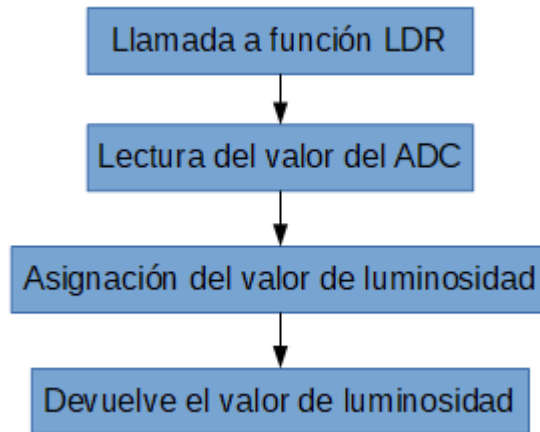 Llamada a función LDR
Lectura del valor del ADC
Asignación del valor de luminosidad
Devuelve el valor de luminosidad